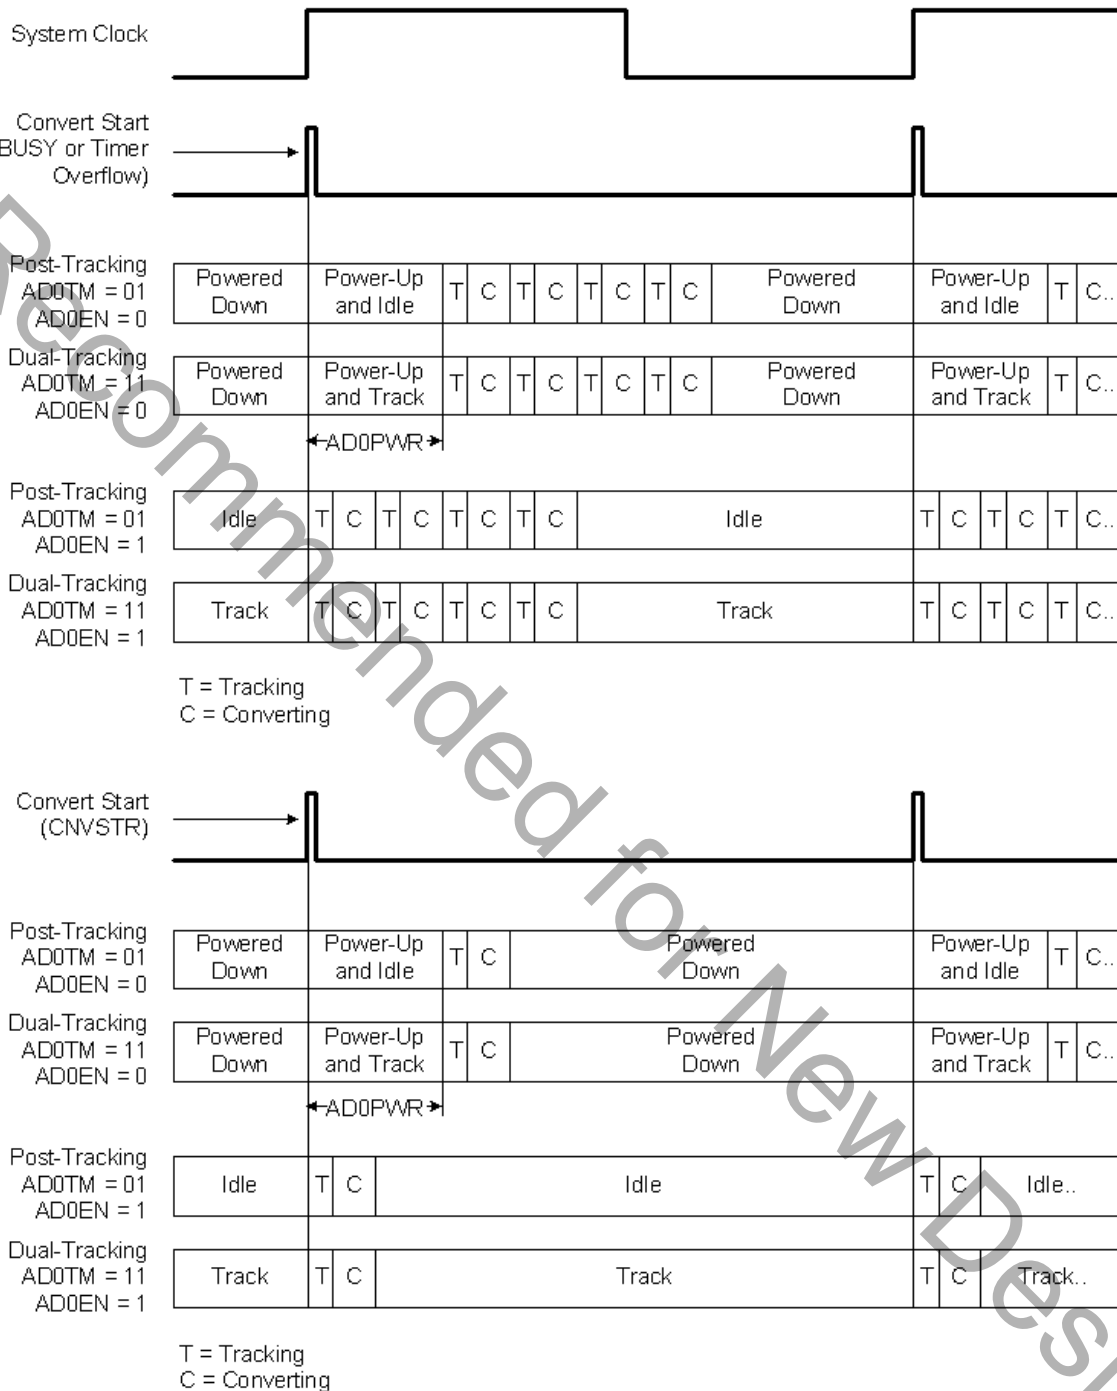 System Clock
Convert Start
BUSY or Timer
Overflow)
Post-Tracking
AD0TM = 01
AD0EN = 0
Powered Down
Power-Up and Idle
T C T C T C T C
Powered Down
Power-Up and Idle
T C..
Dual-Tracking
AD0TM = 11
AD0EN = 0
Powered Down
Power-Up and Track
T C T C T C T C
Powered Down
Power-Up and Track
T C..
AD0PWR
Post-Tracking
AD0TM = 01
AD0EN = 1
Idle
T C T C T C T C
Idle
T C T C T C..
Dual-Tracking
AD0TM = 11
AD0EN = 1
Track
T C T C T C T C
Track
T C T C T C..
T = Tracking
C = Converting
Convert Start
(CNVSTR)
Post-Tracking
AD0TM = 01
AD0EN = 0
Powered Down
Power-Up and Idle
T C
Powered Down
Power-Up and Idle
T C..
Dual-Tracking
AD0TM = 11
AD0EN = 0
Powered Down
Power-Up and Track
T C
Powered Down
Power-Up and Track
T C..
AD0PWR
Post-Tracking
AD0TM = 01
AD0EN = 1
Idle
T C
Idle
T C
Idle..
Dual-Tracking
AD0TM = 11
AD0EN = 1
Track
T C
Track
T C
Track..
T = Tracking
C = Converting
Recommended for New Desi